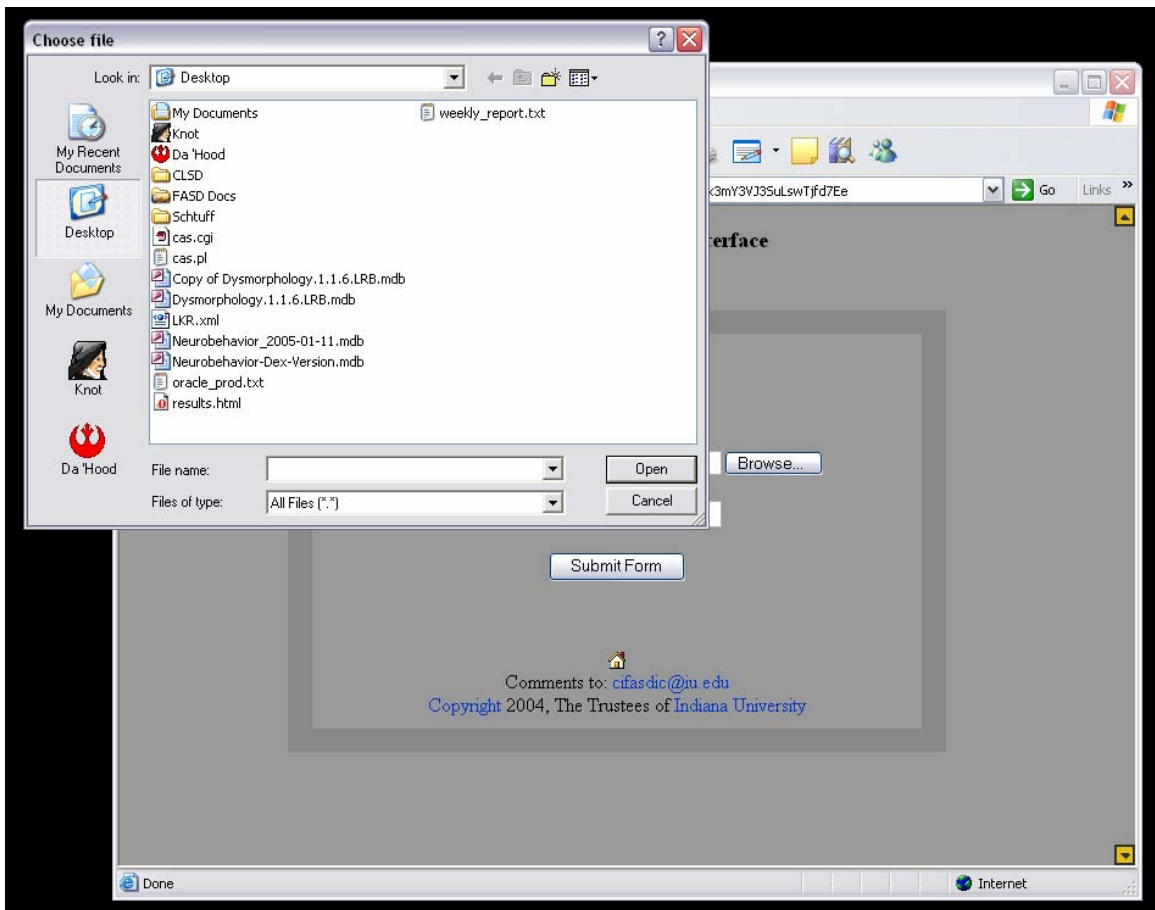 Choose file
Look in: Desktop
My Recent Documents
Desktop
My Documents
Knot
Da 'Hood
My Documents
Knot
Da 'Hood
CLSD
FASD Docs
Schtuff
cas.cgi
cas.pl
Copy of Dysmorphology.1.1.6.LRB.mdb
Dysmorphology.1.1.6.LRB.mdb
LKR.xml
Neurobehavior_2005-01-11.mdb
Neurobehavior-Dex-Version.mdb
oracle_prod.txt
results.html
weekly_report.txt
File name:
Open
Files of type: All Files (*.*)
Cancel
Go Links »
Browse...
Submit Form
Comments to: cifasdic@iu.edu
Copyright 2004, The Trustees of Indiana University
Done
Internet